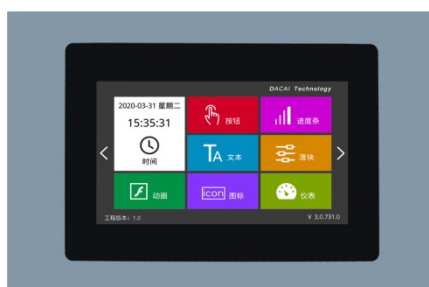 DACAI Technology
2020-03-31 星期二
15:35:31
时间
按钮
进度条
TA 文本
滑块
动画
icon 图标
仪表
工程版本：1.0
V 3.0.731.0